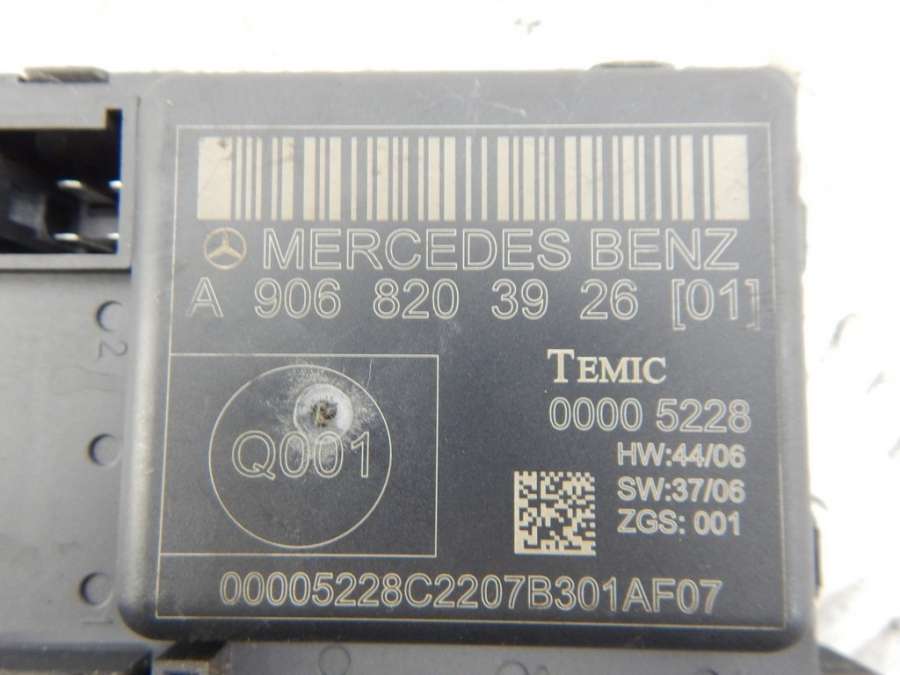 MERCEDES BENZ
A 906 820 39 26 [01]
TEMIC
0000 5228
HW:44/06
SW:37/06
ZGS: 001
Q001
00005228C2207B301AF07
2